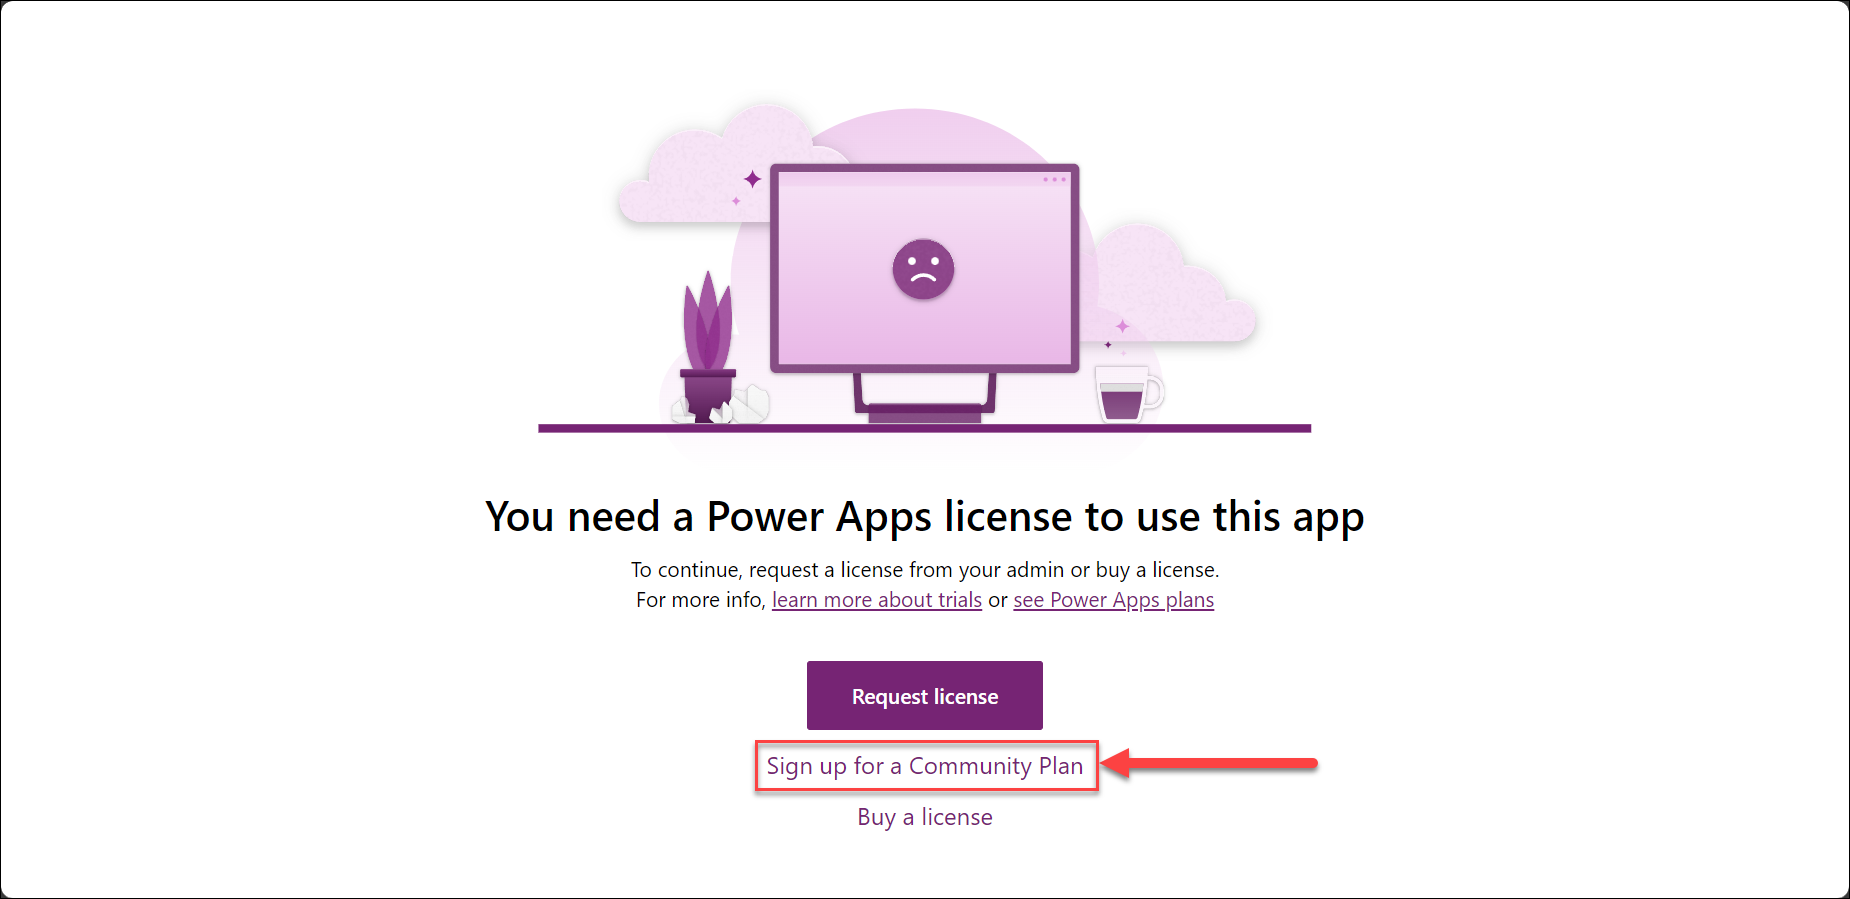 You need a Power Apps license to use this app
To continue, request a license from your admin or buy a license.
For more info, learn more about trials or see Power Apps plans
Request license
Sign up for a Community Plan
Buy a license